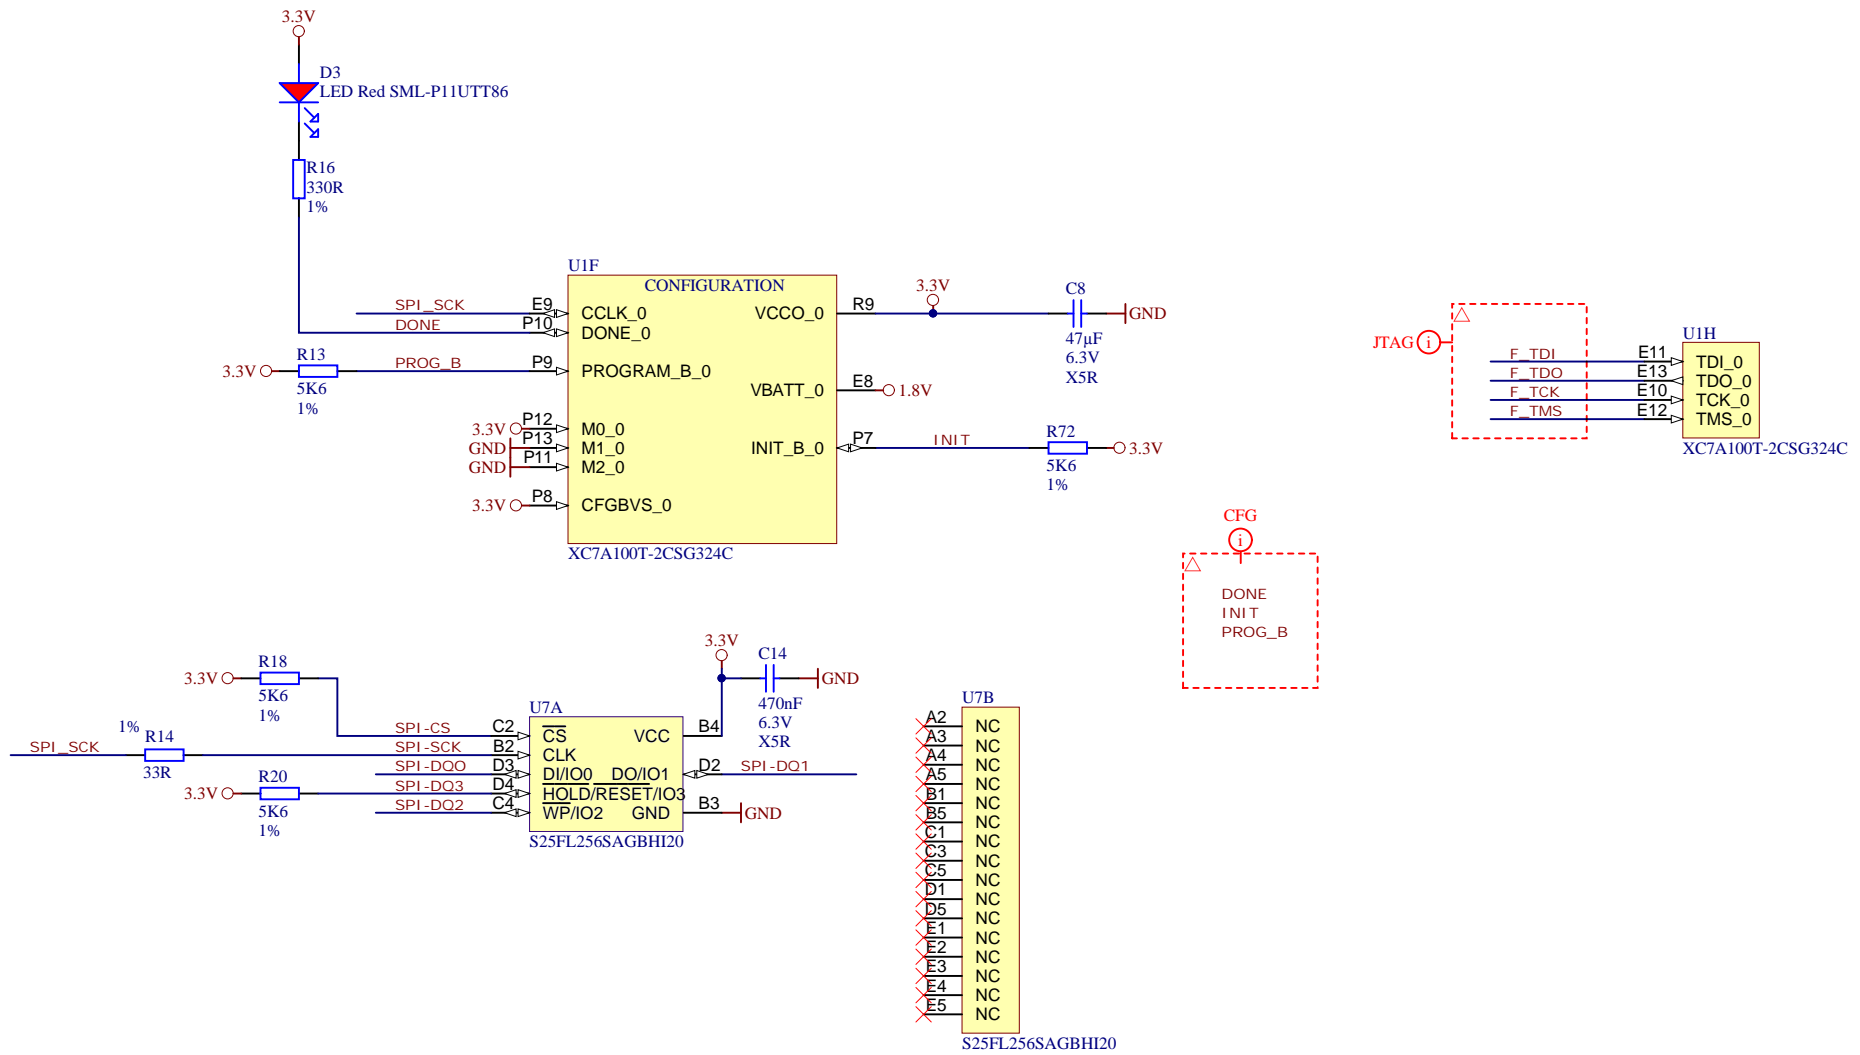 3.3V
D3
LED Red SML-P11UTT86
R16
330R
1%
U1F
CONFIGURATION
SPI_SCK
E9
CCLK_0
DONE
P10
DONE_0
R13
3.3V
5K6
1%
PROG_B
P9
PROGRAM_B_0
3.3V
P12
M0_0
GND
P13
M1_0
GND
P11
M2_0
3.3V
P8
CFGBVS_0
VCCO_0
R9
3.3V
C8
47µF
6.3V
X5R
GND
VBATT_0
E8
1.8V
INIT_B_0
P7
INIT
R72
5K6
1%
3.3V
XC7A100T-2CSG324C
JTAG
i
U1H
F_TDI
E11
TDI_0
F_TDO
E13
TDO_0
F_TCK
E10
TCK_0
F_TMS
E12
TMS_0
XC7A100T-2CSG324C
CFG
i
DONE
INIT
PROG_B
3.3V
R18
5K6
1%
SPI_SCK
1%
R14
33R
3.3V
R20
5K6
1%
U7A
SPI-CS
C2
CS
SPI-SCK
B2
CLK
SPI-DQ0
D3
DI/IO0
SPI-DQ3
D4
HOLD/RESET/IO3
SPI-DQ2
C4
WP/IO2
VCC
B4
3.3V
C14
470nF
6.3V
X5R
GND
DO/IO1
D2
SPI-DQ1
GND
B3
GND
S25FL256SAGBHI20
U7B
A2 NC
A3 NC
A4 NC
A5 NC
B1 NC
B5 NC
C1 NC
C3 NC
C5 NC
D1 NC
D5 NC
E1 NC
E2 NC
E3 NC
E4 NC
E5 NC
S25FL256SAGBHI20